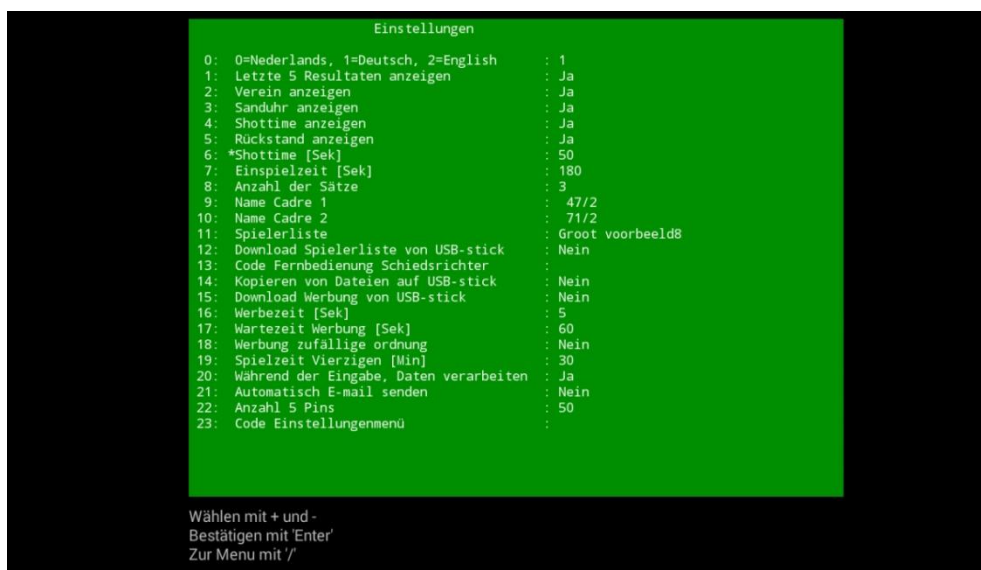 Einstellungen
0: 0=Nederlands, 1=Deutsch, 2=English : 1
1: Letzte 5 Resultaten anzeigen : Ja
2: Verein anzeigen : Ja
3: Sanduhr anzeigen : Ja
4: Shottime anzeigen : Ja
5: Rückstand anzeigen : Ja
6: *Shottime [Sek] : 50
7: Einspielzeit [Sek] : 180
8: Anzahl der Sätze : 3
9: Name Cadre 1 : 47/2
10: Name Cadre 2 : 71/2
11: Spielerliste : Groot voorbeeld8
12: Download Spielerliste von USB-stick : Nein
13: Code Fernbedienung Schiedsrichter :
14: Kopieren von Dateien auf USB-stick : Nein
15: Download Werbung von USB-stick : Nein
16: Werbezeit [Sek] : 5
17: Wartezeit Werbung [Sek] : 60
18: Werbung zufällige ordnung : Nein
19: Spielzeit Vierzigen [Min] : 30
20: Während der Eingabe, Daten verarbeiten : Ja
21: Automatisch E-mail senden : Nein
22: Anzahl 5 Pins : 50
23: Code Einstellungenmenü :
Wählen mit + und -
Bestätigen mit 'Enter'
Zur Menu mit '/'